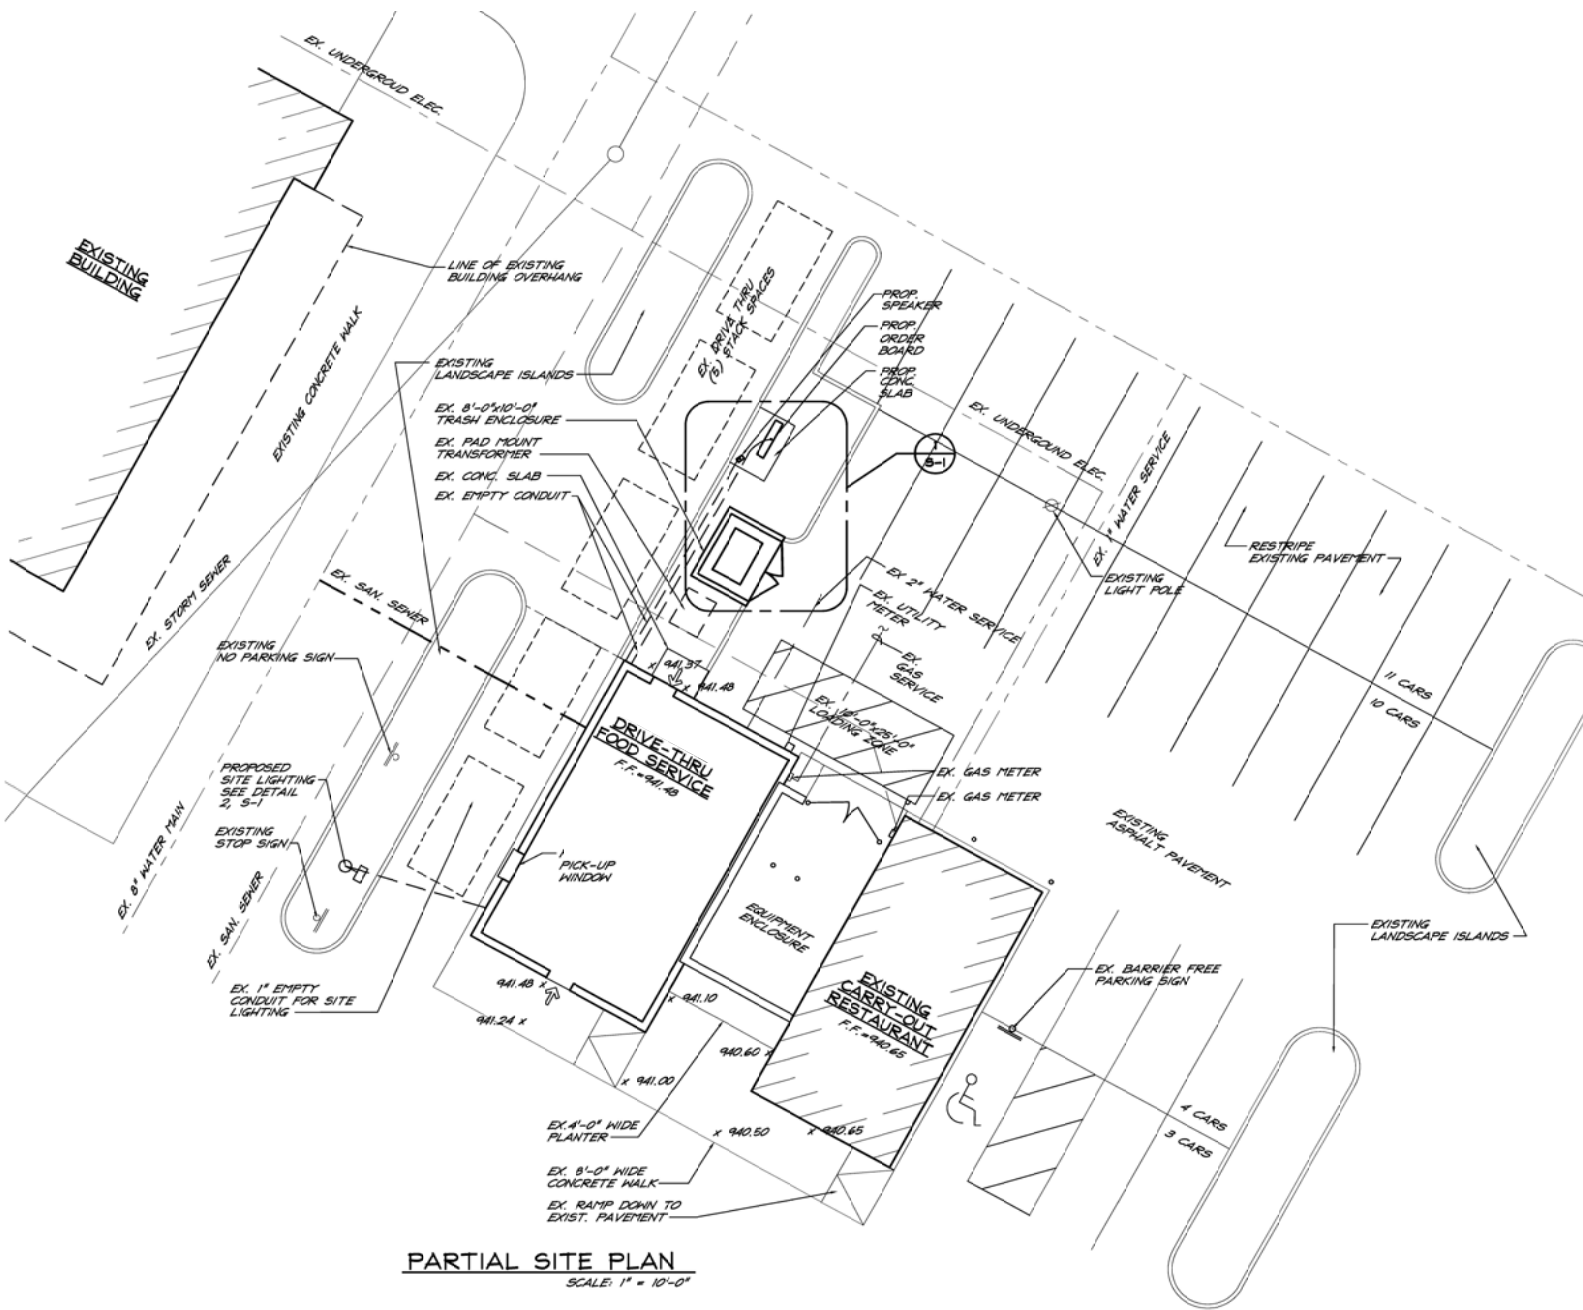 EX. UNDERGROUD ELEC.
EXISTING
BUILDING
LINE OF EXISTING
BUILDING OVERHANG
EXISTING CONCRETE WALK
EX. DRIVE THRU
(5) STACK SPACES
PROP.
SPEAKER
PROP.
ORDER
BOARD
PROP.
CONC.
SLAB
EXISTING
LANDSCAPE ISLANDS
EX. 8'-0"x10'-0"
TRASH ENCLOSURE
EX. PAD MOUNT
TRANSFORMER
EX. CONC. SLAB
EX. EMPTY CONDUIT
EX. UNDERGOUND ELEC.
1
S-1
EX. 1" WATER SERVICE
RESTRIPE
EXISTING PAVEMENT
EXISTING
LIGHT POLE
EX 2" WATER SERVICE
EX. UTILITY
METER
EX.
GAS
SERVICE
EX. STORM SEWER
EX. SAN. SEWER
EXISTING
NO PARKING SIGN
941.37
941.48
EX. 10'-0"x25'-0"
LOADING ZONE
11 CARS
10 CARS
DRIVE-THRU
FOOD SERVICE
F.F.=941.48
PROPOSED
SITE LIGHTING
SEE DETAIL
2, S-1
EX. GAS METER
EX. GAS METER
EXISTING
STOP SIGN
EXISTING
ASPHALT PAVEMENT
PICK-UP
WINDOW
EX. 8" WATER MAIN
EX. SAN. SEWER
EQUIPMENT
ENCLOSURE
EXISTING
LANDSCAPE ISLANDS
EX. 1" EMPTY
CONDUIT FOR SITE
LIGHTING
941.48
941.24
941.10
EX. BARRIER FREE
PARKING SIGN
EXISTING
CARRY-OUT
RESTAURANT
F.F.=940.65
940.60
941.00
EX.4'-0" WIDE
PLANTER
940.50
940.65
4 CARS
3 CARS
EX. 8'-0" WIDE
CONCRETE WALK
EX. RAMP DOWN TO
EXIST. PAVEMENT
PARTIAL SITE PLAN
SCALE: 1" = 10'-0"